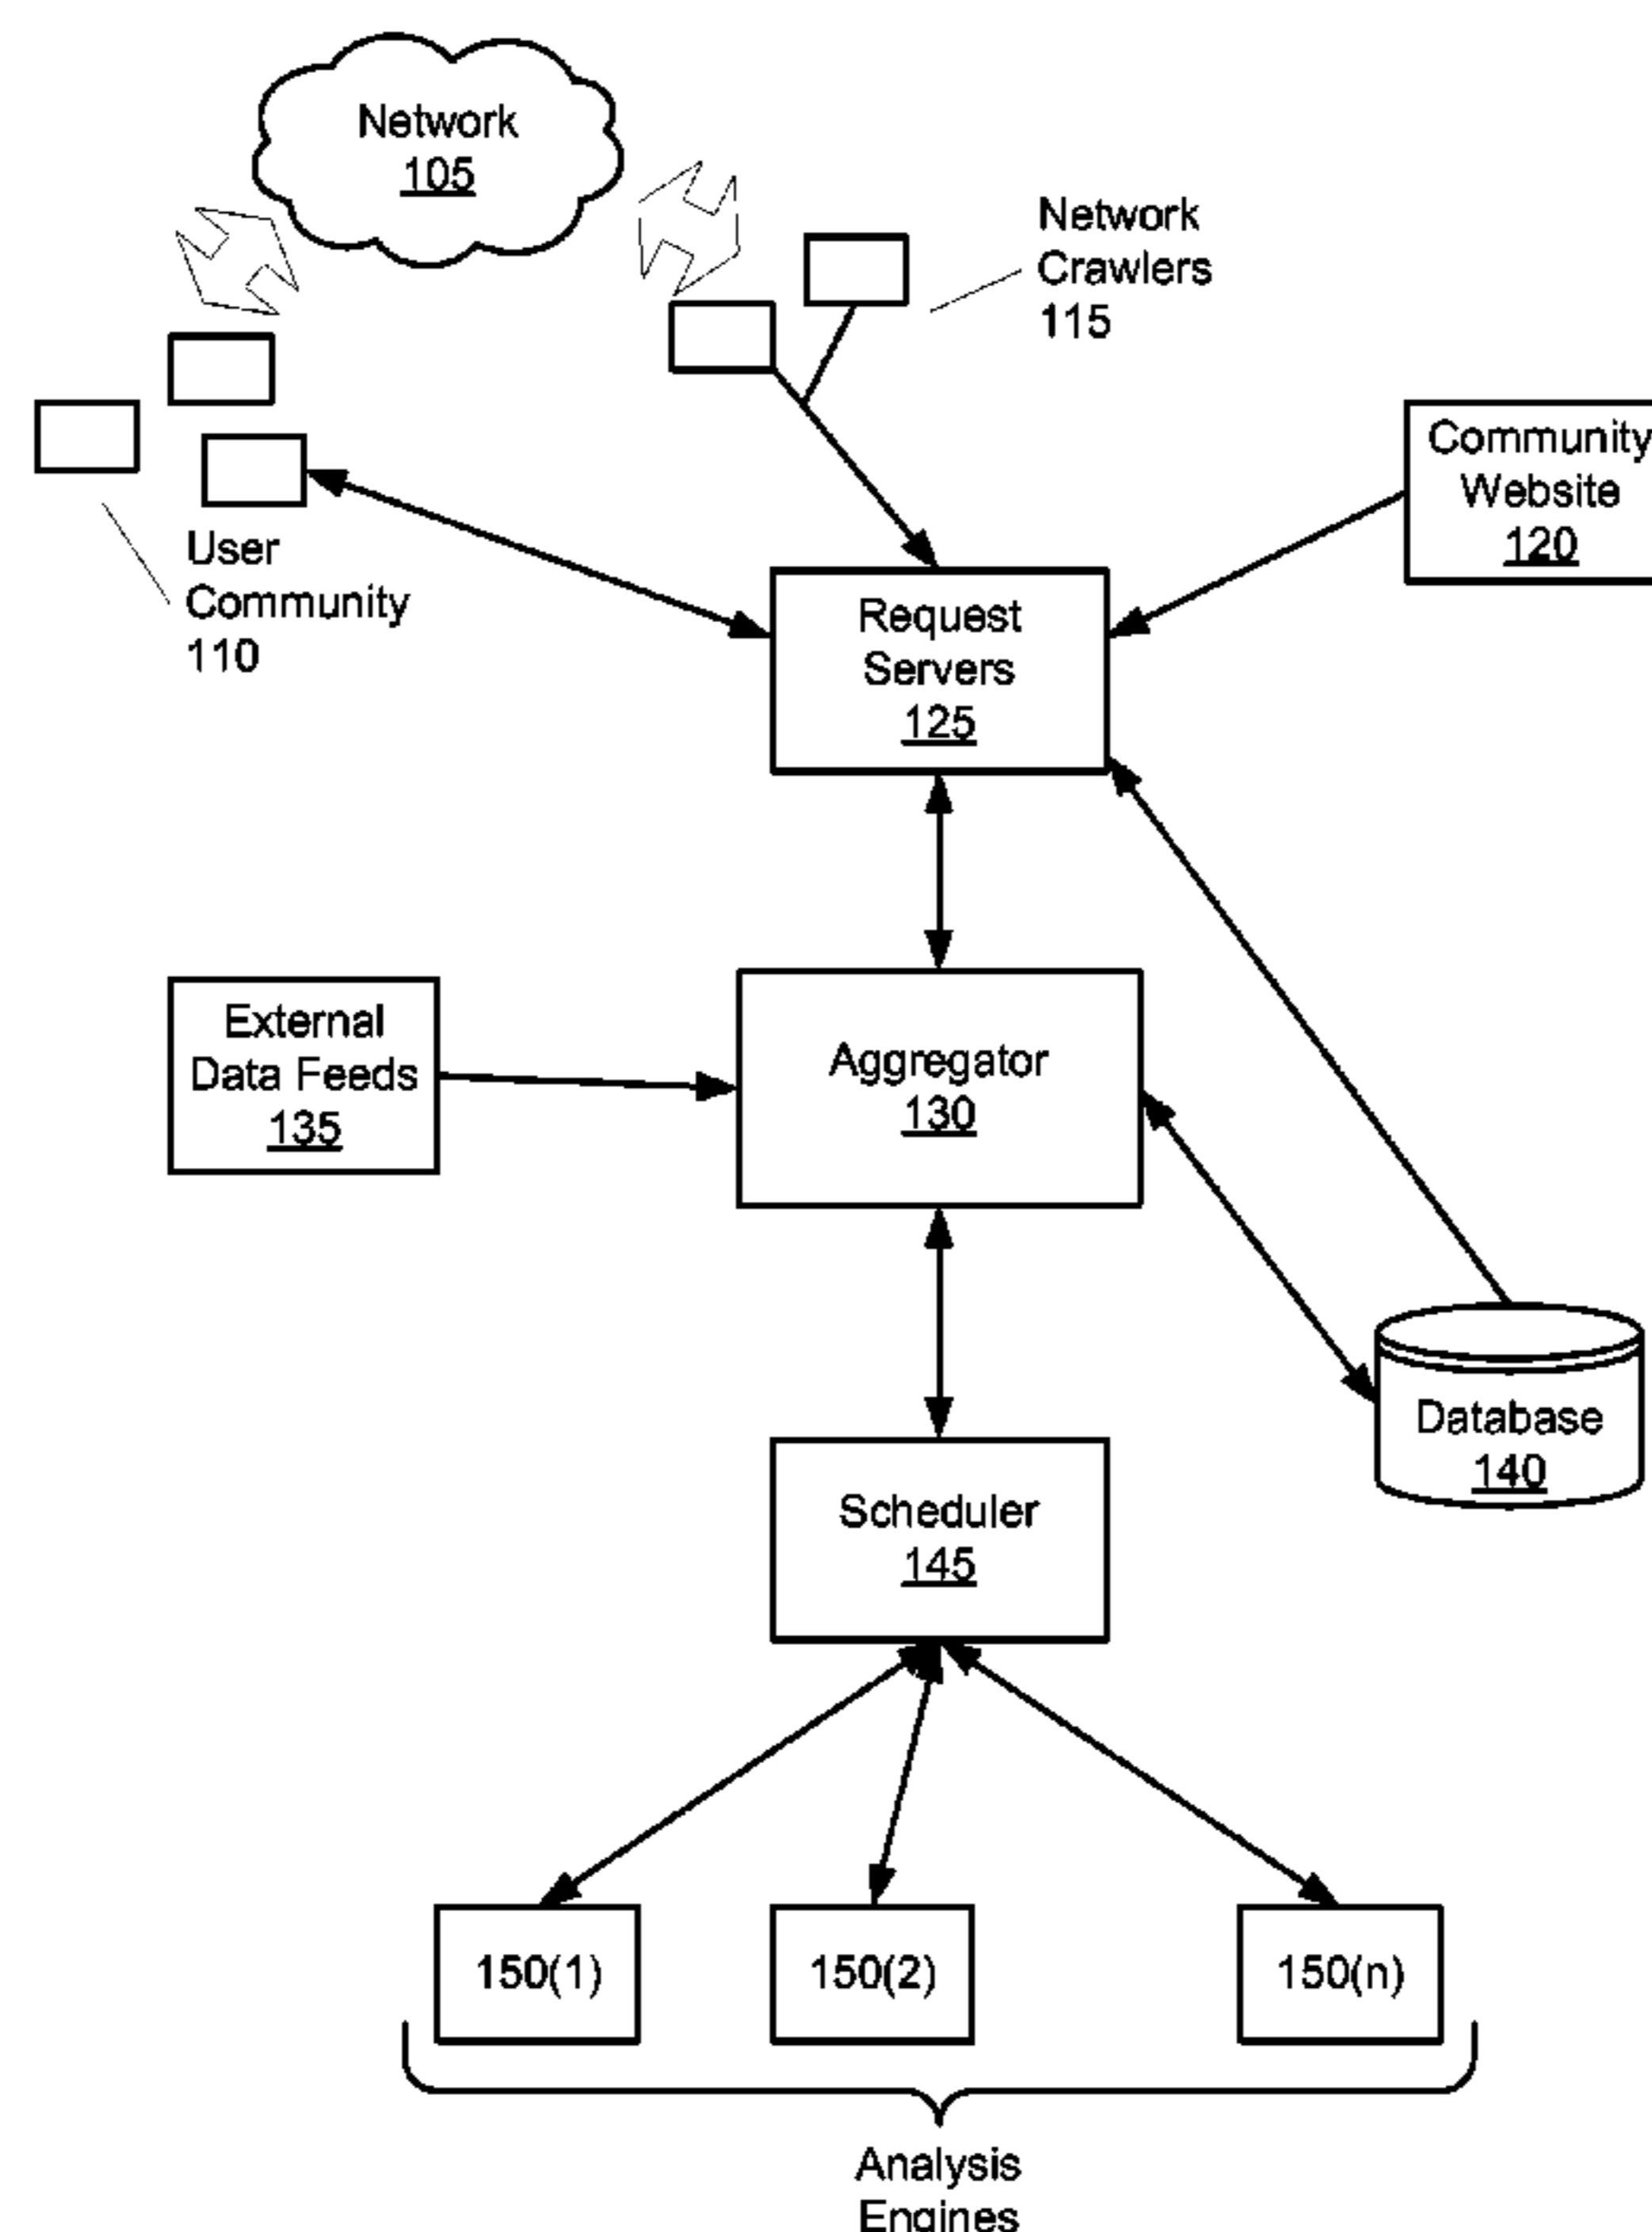 Network
105
Network
Crawlers
115
Community
Website
120
User
Community
110
Request
Servers
125
External
Data Feeds
135
Aggregator
130
Database
140
Scheduler
145
150(1)
150(2)
150(n)
Analysis
Engines